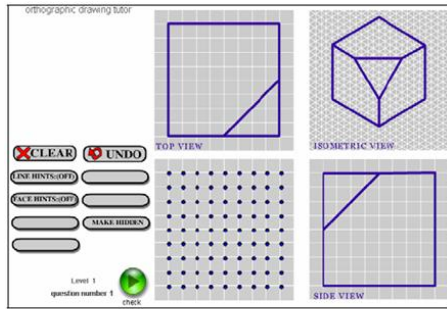 orthographic drawing tutor
TOP VIEW
ISOMETRIC VIEW
CLEAR
UNDO
LINE HINTS:(OFF)
FACE HINTS:(OFF)
MAKE HIDDEN
Level 1
question number 1
check
SIDE VIEW